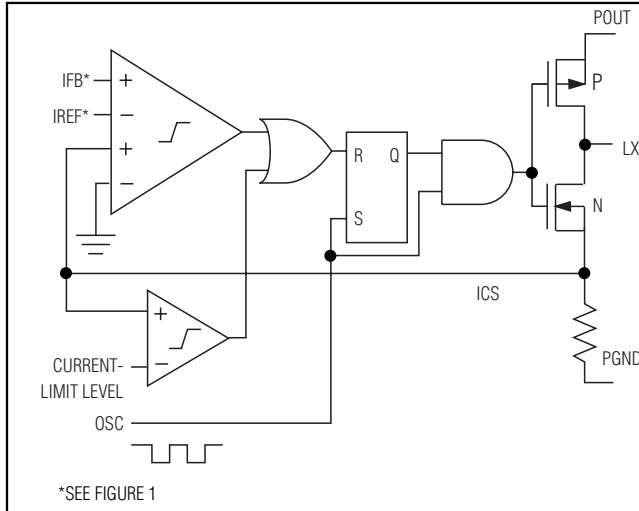 POUT
IFB*
+
P
IREF*
−
+
R
Q
LX
−
N
S
ICS
+
CURRENT-
LIMIT LEVEL
−
PGND
OSC
*SEE FIGURE 1